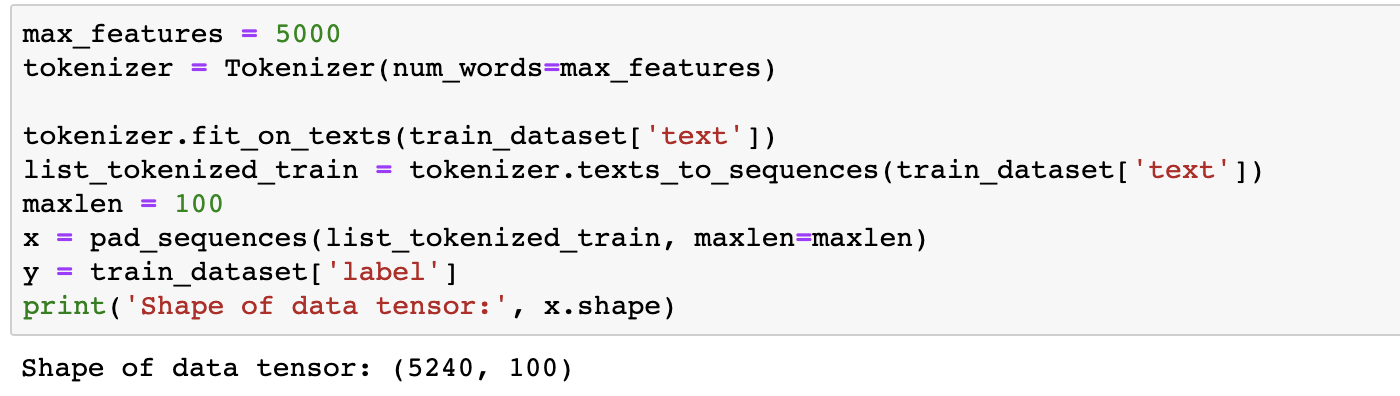 max_features = 5000
tokenizer = Tokenizer(num_words=max_features)
tokenizer.fit_on_texts(train_dataset['text'])
list_tokenized_train = tokenizer.texts_to_sequences(train_dataset['text'])
maxlen = 100
x = pad_sequences(list_tokenized_train, maxlen=maxlen)
y = train_dataset['label']
print('Shape of data tensor:', x.shape)
Shape of data tensor: (5240, 100)